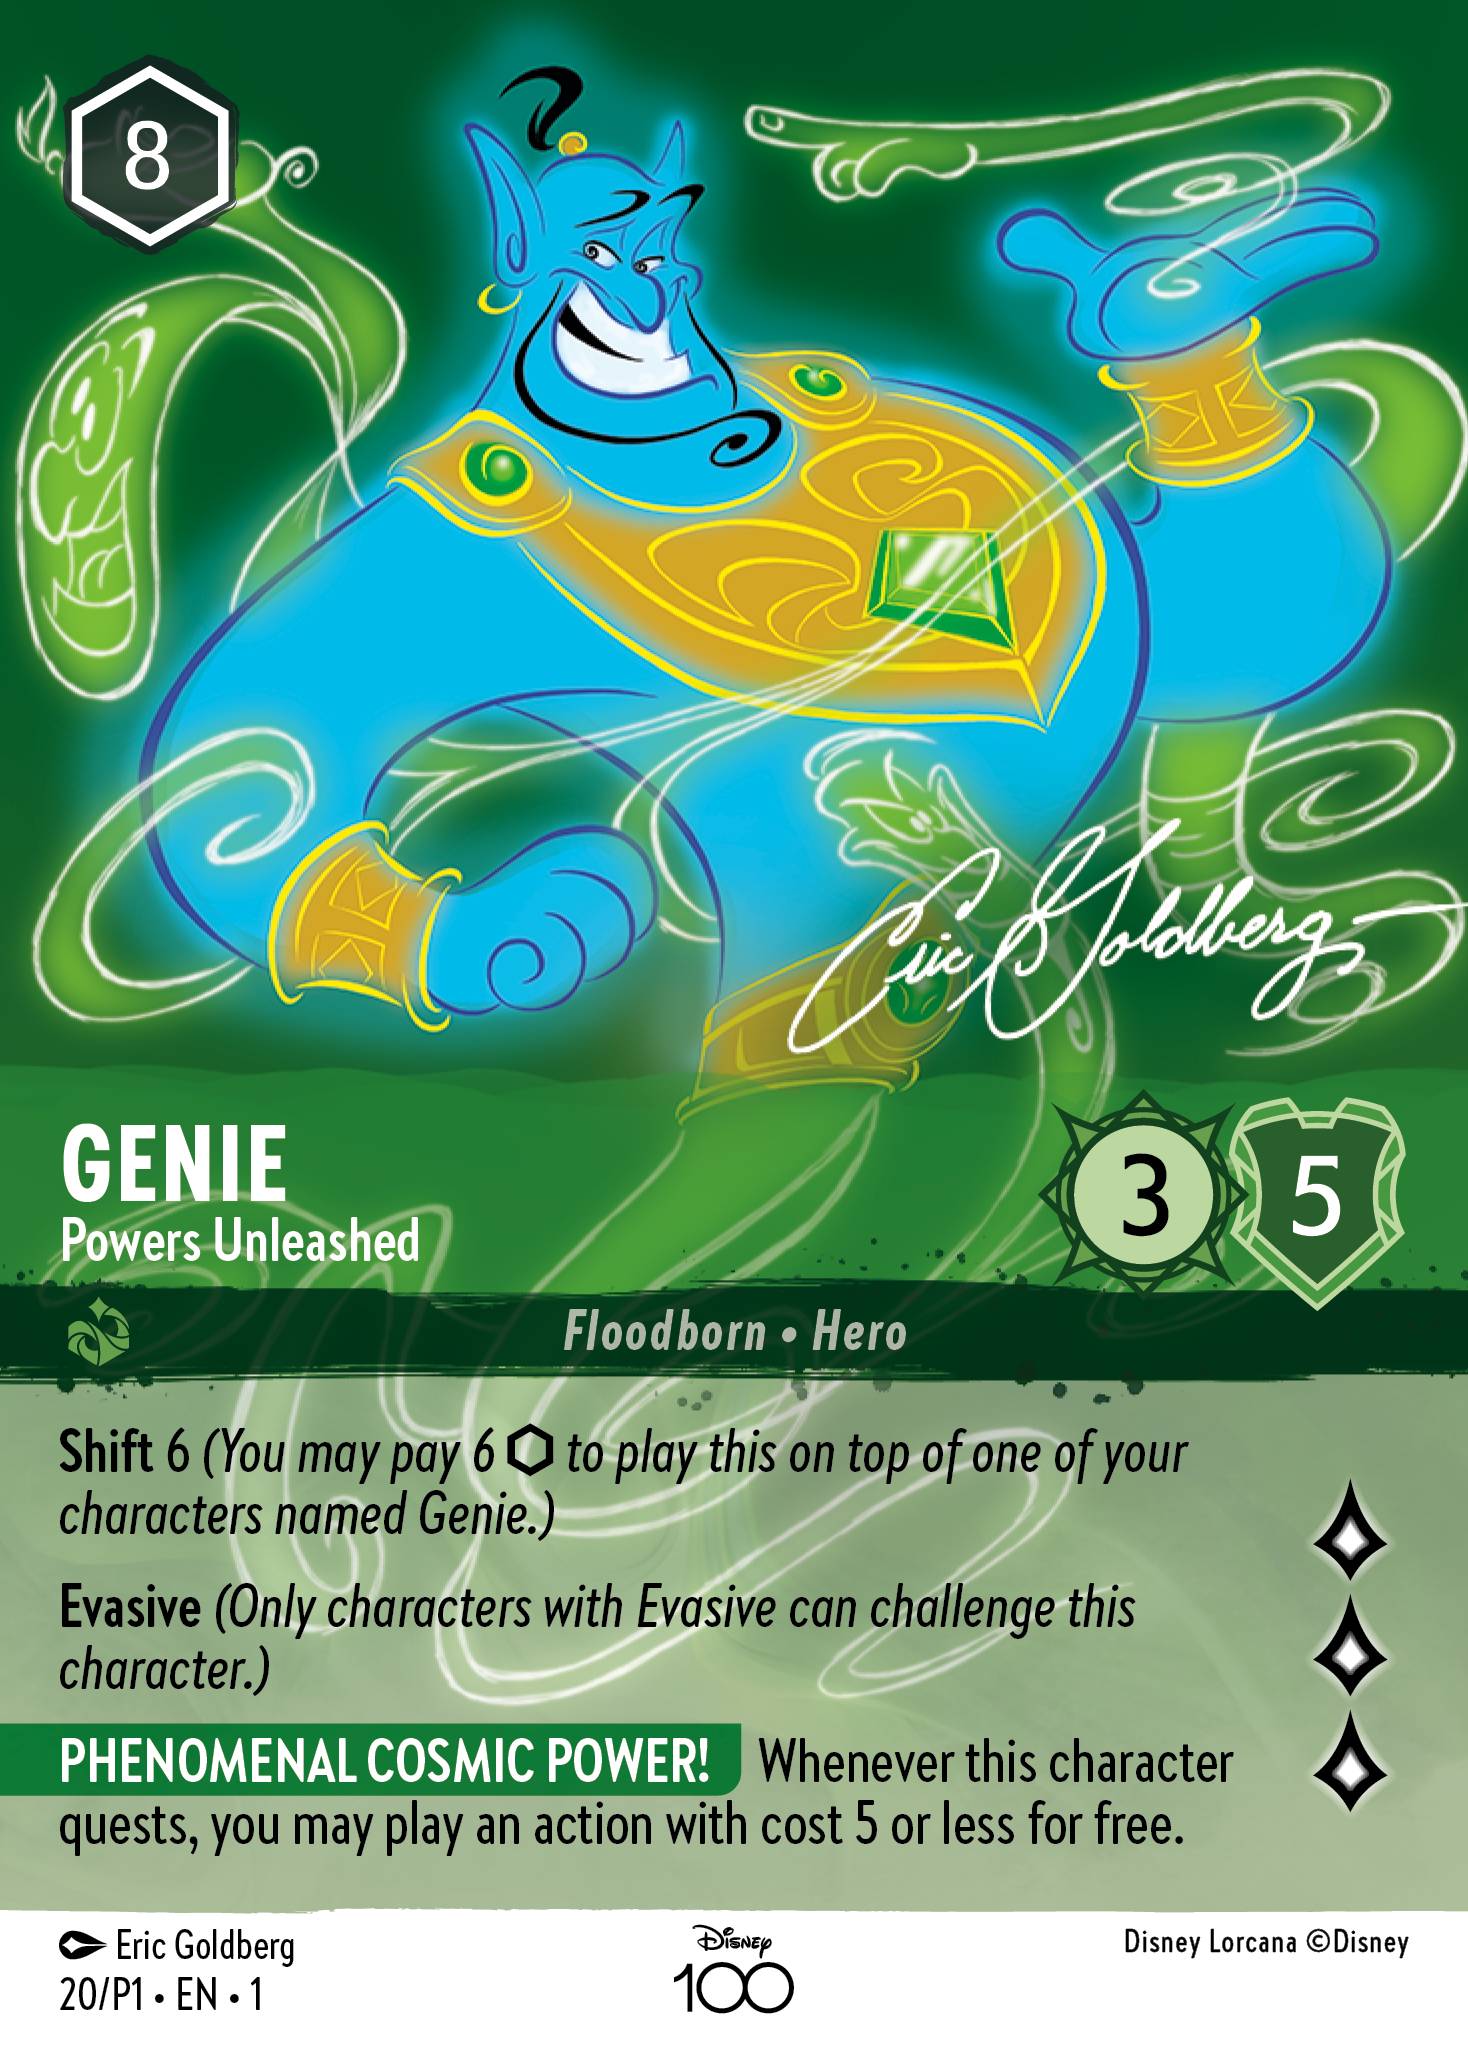 8
Eric Goldberg
GENIE
Powers Unleashed
3
5
Floodborn • Hero
Shift 6 (You may pay 6 ⬡ to play this on top of one of your
characters named Genie.)
Evasive (Only characters with Evasive can challenge this
character.)
PHENOMENAL COSMIC POWER! Whenever this character
quests, you may play an action with cost 5 or less for free.
Eric Goldberg
20/P1 • EN • 1
Disney
100
Disney Lorcana ©Disney